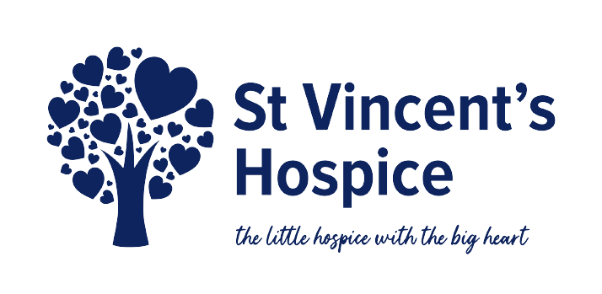 St Vincent’s
Hospice
the little hospice with the big heart